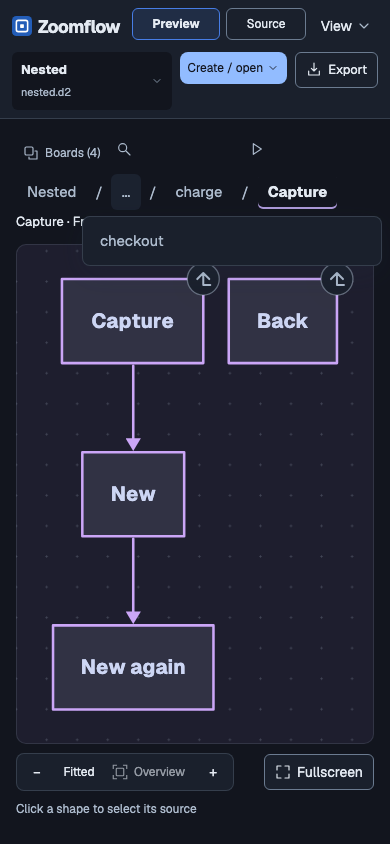 Zoomflow
Preview
Source
View
Nested
nested.d2
Create / open
Export
Boards (4)
Nested / … / charge / Capture
Capture ·
checkout
Capture
Back
New
New again
− Fitted Overview +
Fullscreen
Click a shape to select its source